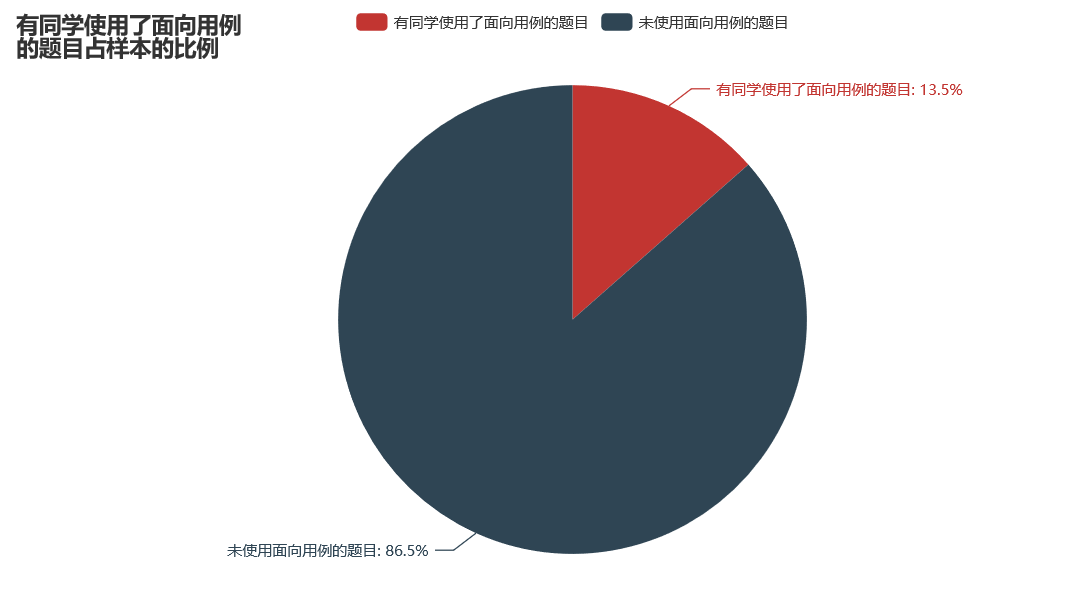 有同学使用了面向用例
的题目占样本的比例
有同学使用了面向用例的题目
未使用面向用例的题目
有同学使用了面向用例的题目: 13.5%
未使用面向用例的题目: 86.5%